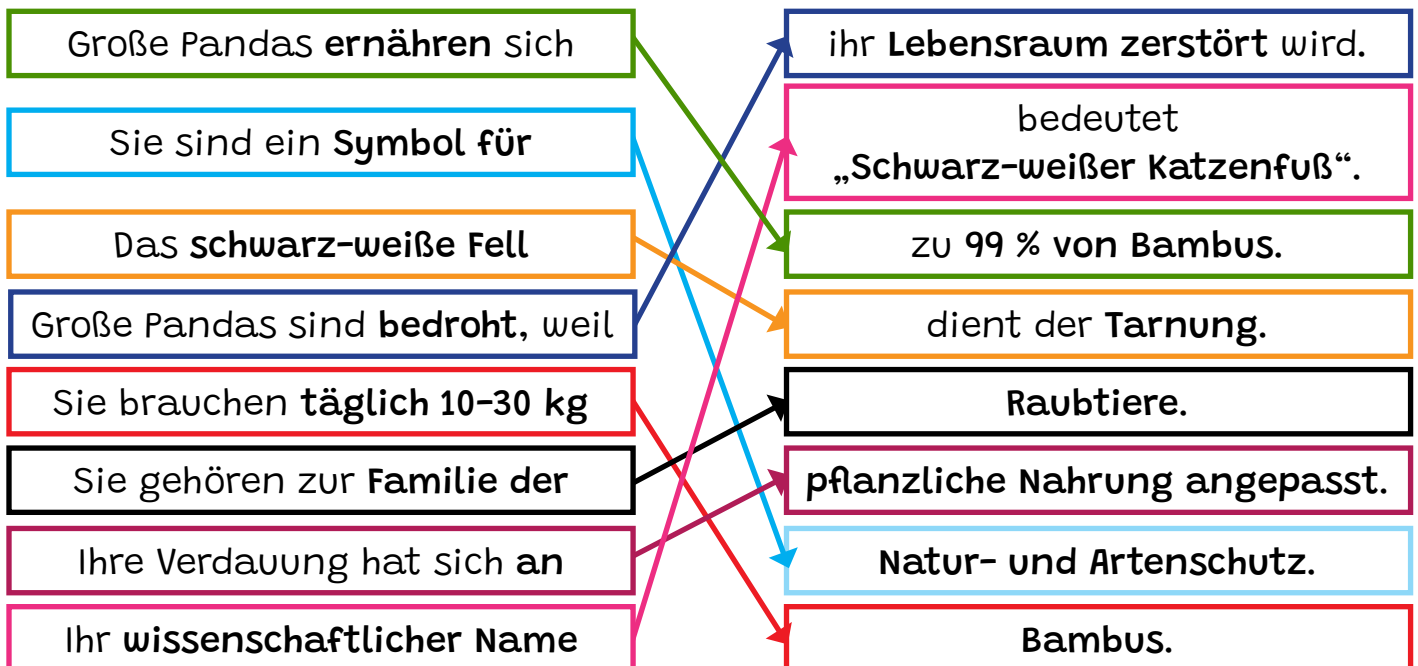 Große Pandas ernähren sich
Sie sind ein Symbol für
Das schwarz-weiße Fell
Große Pandas sind bedroht, weil
Sie brauchen täglich 10-30 kg
Sie gehören zur Familie der
Ihre Verdauung hat sich an
Ihr wissenschaftlicher Name
ihr Lebensraum zerstört wird.
bedeutet
„Schwarz-weißer Katzenfuß“.
zu 99 % von Bambus.
dient der Tarnung.
Raubtiere.
pflanzliche Nahrung angepasst.
Natur- und Artenschutz.
Bambus.